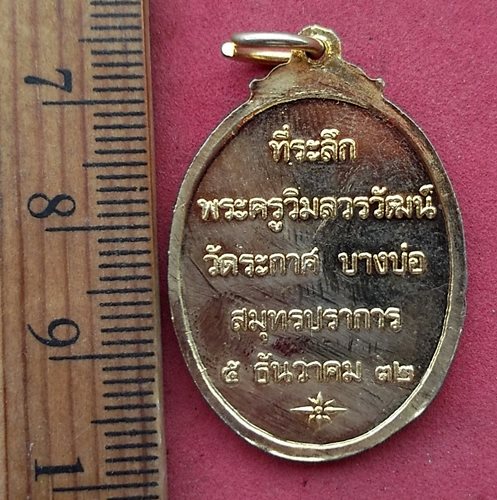 ที่ระลึก
พระครูวิมลวรวัฒน์
วัดระกาศ บางบ่อ
สมุทรปราการ
๕ ธันวาคม ๓๒
7
8
9
1